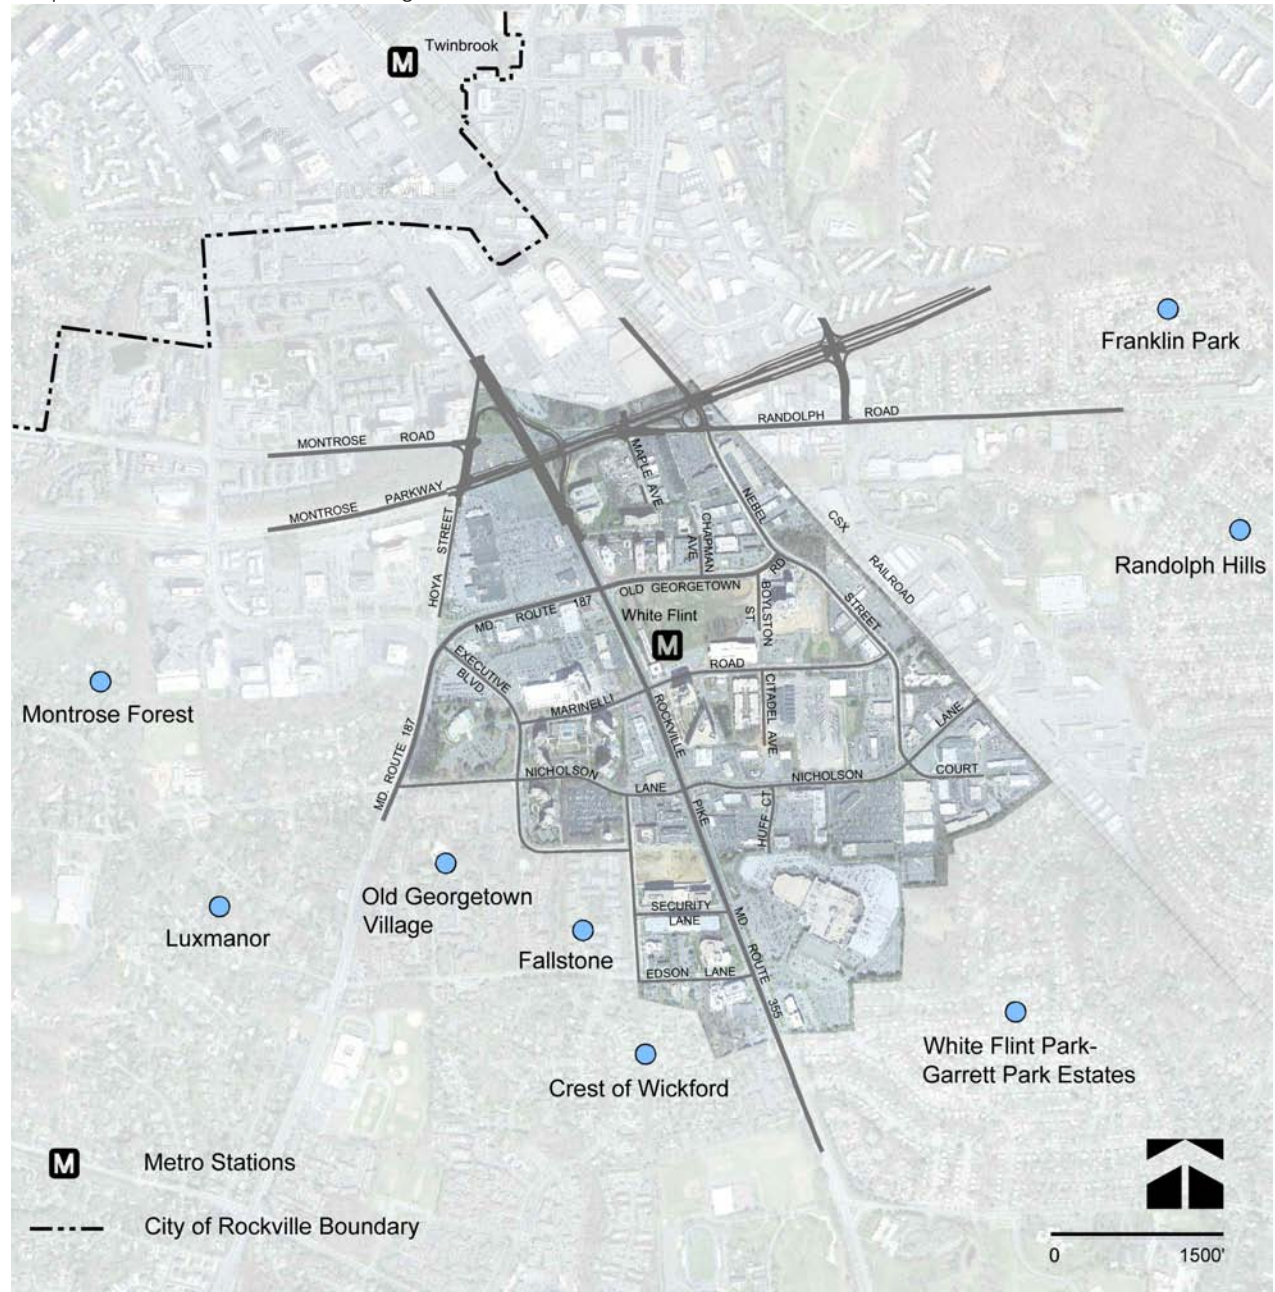 Twinbrook
CITY
ROCKVILLE
Franklin Park
RANDOLPH ROAD
MONTROSE ROAD
MAPLE AVE
MONTROSE PARKWAY
NEBEL
STREET
CSX
RAILROAD
CHAPMAN
AVE
HOYA STREET
Randolph Hills
OLD GEORGETOWN
RD
MD. ROUTE 187
White Flint
BOYLSTON
ST
EXECUTIVE
BLVD.
ROAD
MARINELLI
CITADEL AVE
Montrose Forest
ROCKVILLE
PIKE
LANE
MD. ROUTE 187
NICHOLSON
LANE
NICHOLSON
COURT
HUFF CT
Old Georgetown
Village
SECURITY
LANE
MD. ROUTE 355
Luxmanor
Fallstone
EDSON LANE
White Flint Park-
Garrett Park Estates
Crest of Wickford
M Metro Stations
City of Rockville Boundary
0 1500'